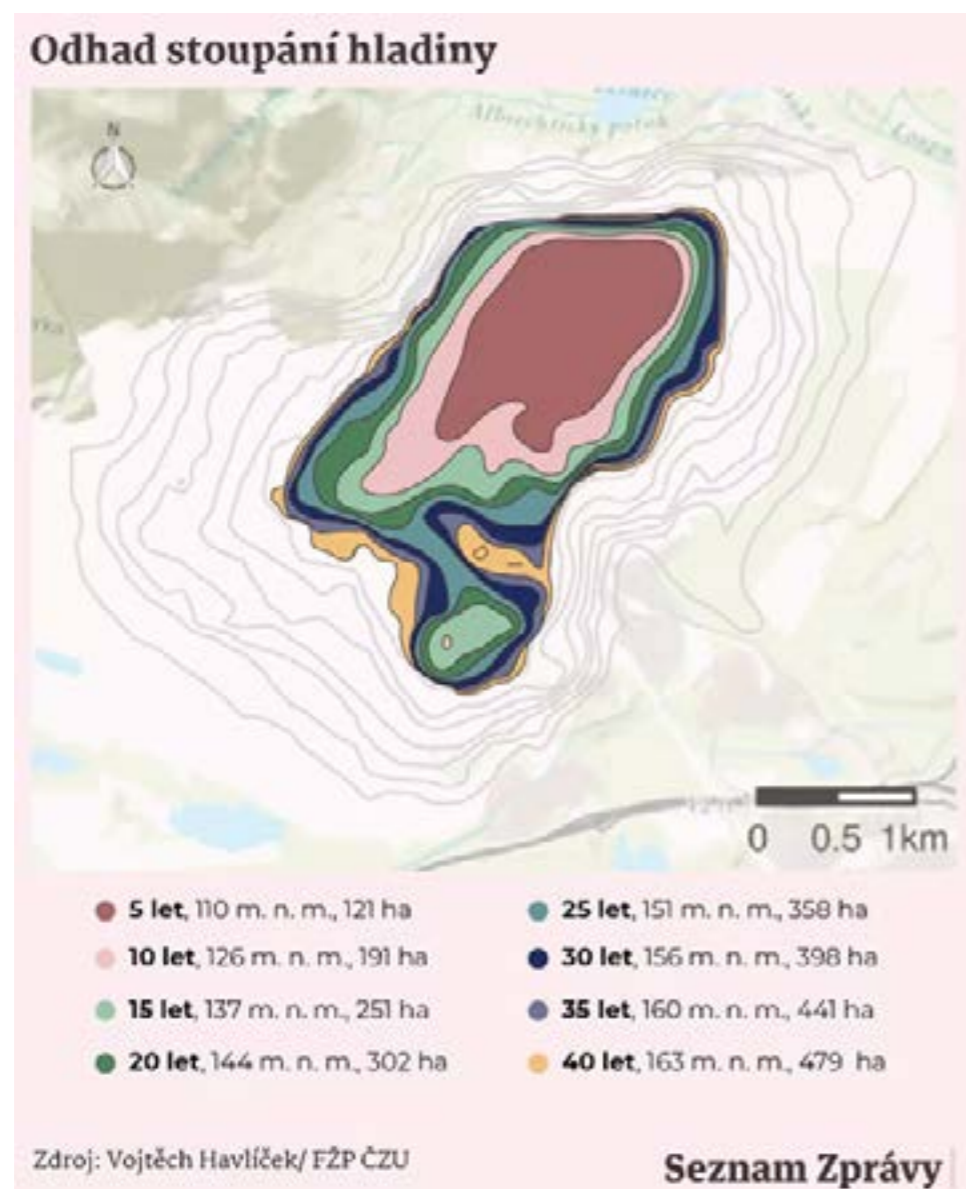 Odhad stoupání hladiny
Albrechtický potok
N
0 0.5 1km
5 let, 110 m. n. m., 121 ha
10 let, 126 m. n. m., 191 ha
15 let, 137 m. n. m., 251 ha
20 let, 144 m. n. m., 302 ha
25 let, 151 m. n. m., 358 ha
30 let, 156 m. n. m., 398 ha
35 let, 160 m. n. m., 441 ha
40 let, 163 m. n. m., 479 ha
Zdroj: Vojtěch Havlíček/ FŽP ČZU
Seznam Zprávy